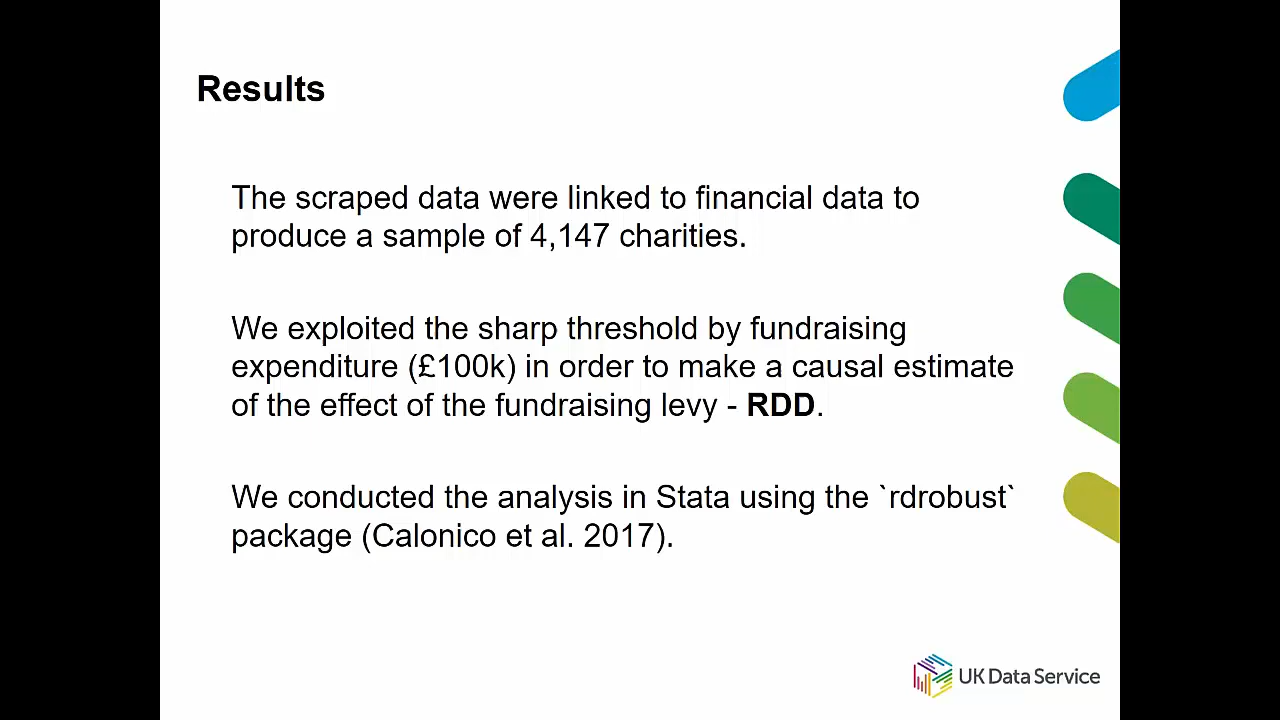 Results
The scraped data were linked to financial data to
produce a sample of 4,147 charities.
We exploited the sharp threshold by fundraising
expenditure (£100k) in order to make a causal estimate
of the effect of the fundraising levy - RDD.
We conducted the analysis in Stata using the `rdrobust`
package (Calonico et al. 2017).
UK Data Service